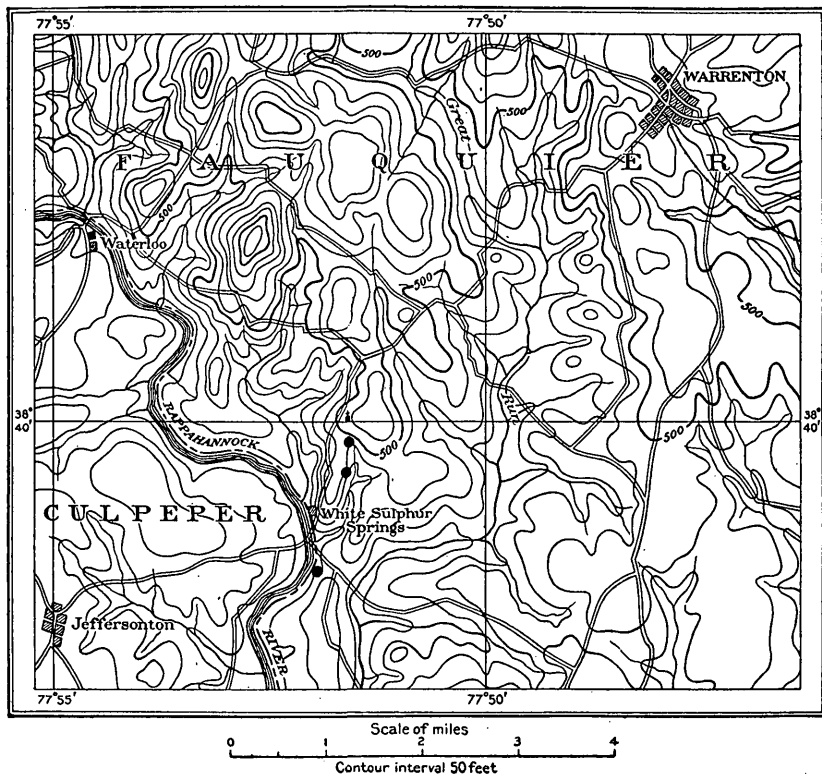 77°55'
77°50'
500
WARRENTON
Great
500
500
FAUQUIER
500
Waterloo
500
500
38°
40'
RAPPAHANNOCK
Run
38°
40'
500
500
CULPEPER
White Sulphur
Springs
Jeffersonton
RIVER
77°55'
77°50'
Scale of miles
0 1 2 3 4
Contour interval 50 feet